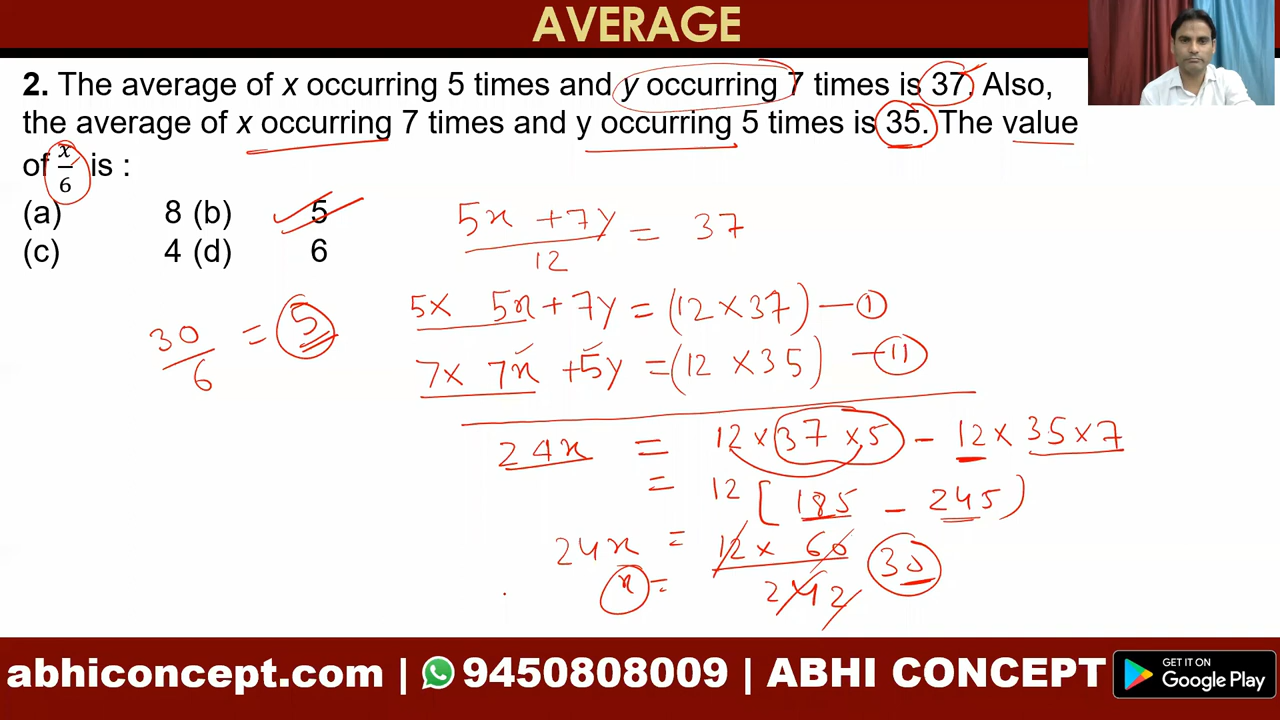 AVERAGE
2. The average of x occurring 5 times and y occurring 7 times is 37. Also,
the average of x occurring 7 times and y occurring 5 times is 35. The value
of x/6 is :
(a) 8 (b) 5
(c) 4 (d) 6
5x + 7y / 12 = 37
5x 5x + 7y = (12 × 37) — ①
7x 7x + 5y = (12 × 35) — ⑪
24x = 12 × 37 × 5 - 12 × 35 × 7
= 12 [ 185 - 245 )
24x = 12 × 60
x = 24 2 30
30/6 = 5
abhiconcept.com | 9450808009 | ABHI CONCEPT
GET IT ON
Google Play